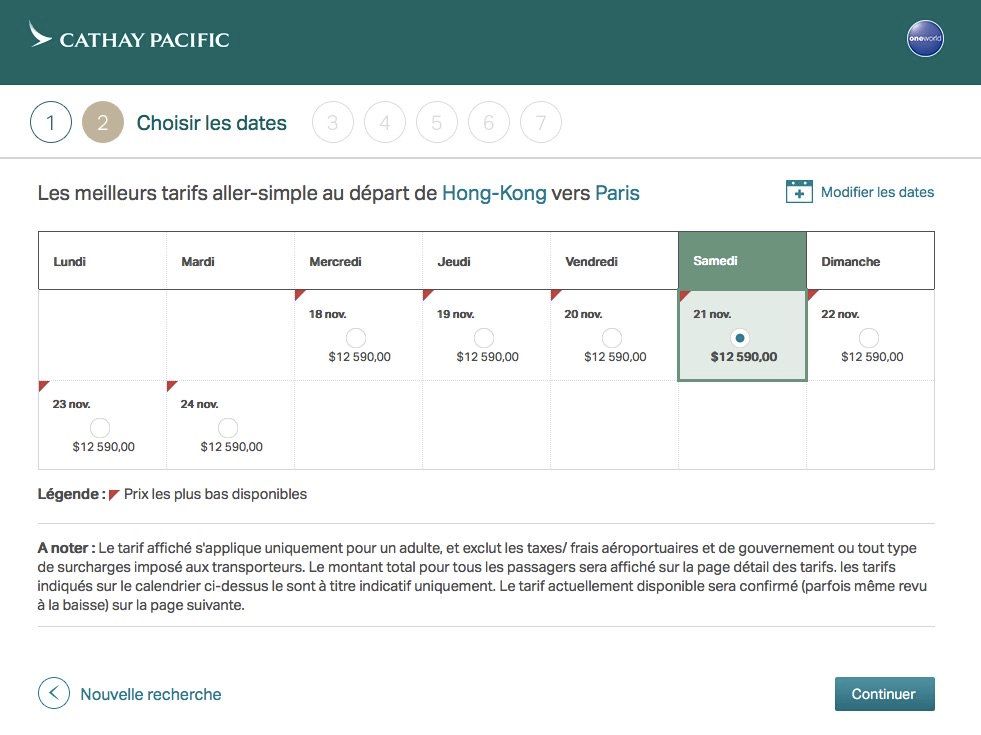 CATHAY PACIFIC
oneworld
1 2 Choisir les dates 3 4 5 6 7
Les meilleurs tarifs aller-simple au départ de Hong-Kong vers Paris
Modifier les dates
Lundi Mardi Mercredi Jeudi Vendredi Samedi Dimanche
18 nov. 19 nov. 20 nov. 21 nov. 22 nov.
$12 590,00 $12 590,00 $12 590,00 $12 590,00 $12 590,00
23 nov. 24 nov.
$12 590,00 $12 590,00
Légende : Prix les plus bas disponibles
A noter : Le tarif affiché s'applique uniquement pour un adulte, et exclut les taxes/ frais aéroportuaires et de gouvernement ou tout type
de surcharges imposé aux transporteurs. Le montant total pour tous les passagers sera affiché sur la page détail des tarifs. les tarifs
indiqués sur le calendrier ci-dessus le sont à titre indicatif uniquement. Le tarif actuellement disponible sera confirmé (parfois même revu
à la baisse) sur la page suivante.
Nouvelle recherche
Continuer